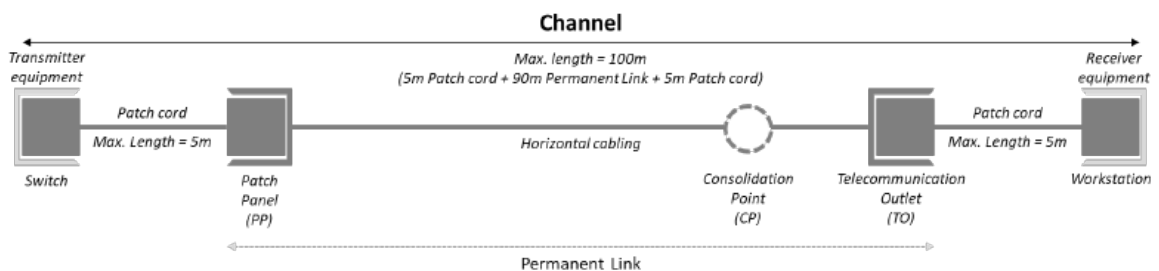 Channel
Transmitter
equipment
Max. length = 100m
(5m Patch cord + 90m Permanent Link + 5m Patch cord)
Receiver
equipment
Patch cord
Max. Length = 5m
Horizontal cabling
Patch cord
Max. Length = 5m
Switch
Patch
Panel
(PP)
Consolidation
Point
(CP)
Telecommunication
Outlet
(TO)
Workstation
Permanent Link